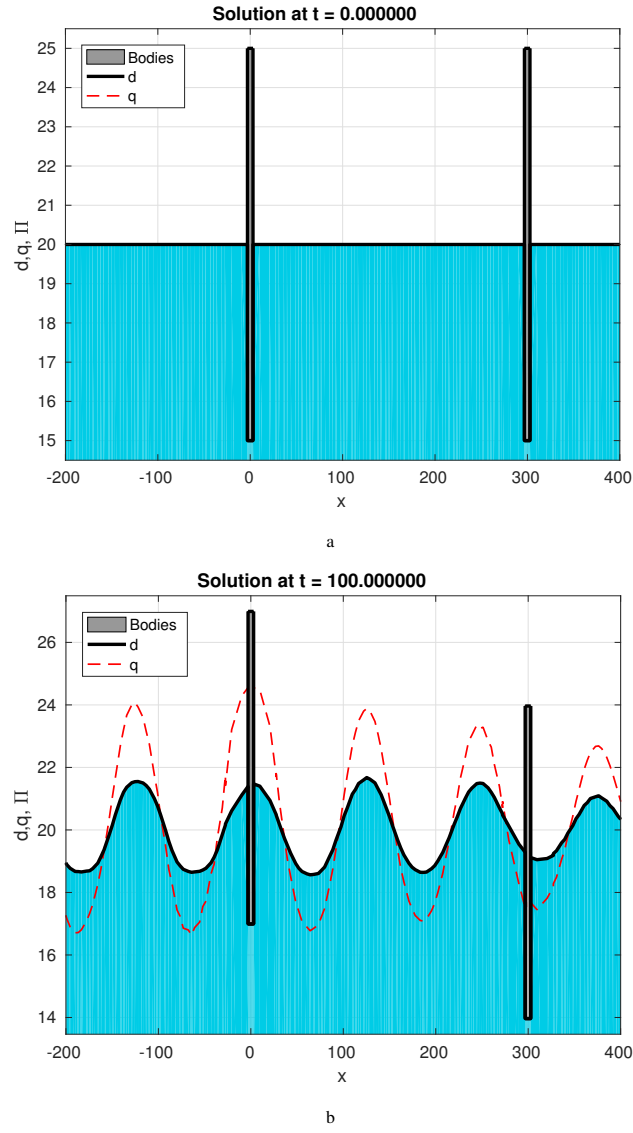 Solution at t = 0.000000
Bodies
d
q
25
24
23
22
21
20
19
18
17
16
15
d,q, Π
-200
-100
0
100
200
300
400
x
a
Solution at t = 100.000000
Bodies
d
q
26
24
22
20
18
16
14
d,q, Π
-200
-100
0
100
200
300
400
x
b